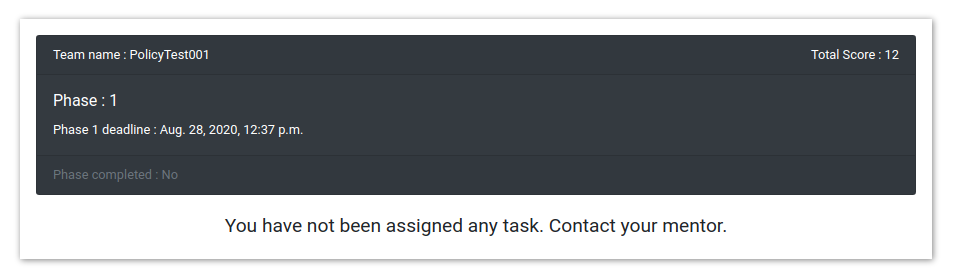 Team name : PolicyTest001
Total Score : 12
Phase : 1
Phase 1 deadline : Aug. 28, 2020, 12:37 p.m.
Phase completed : No
You have not been assigned any task. Contact your mentor.